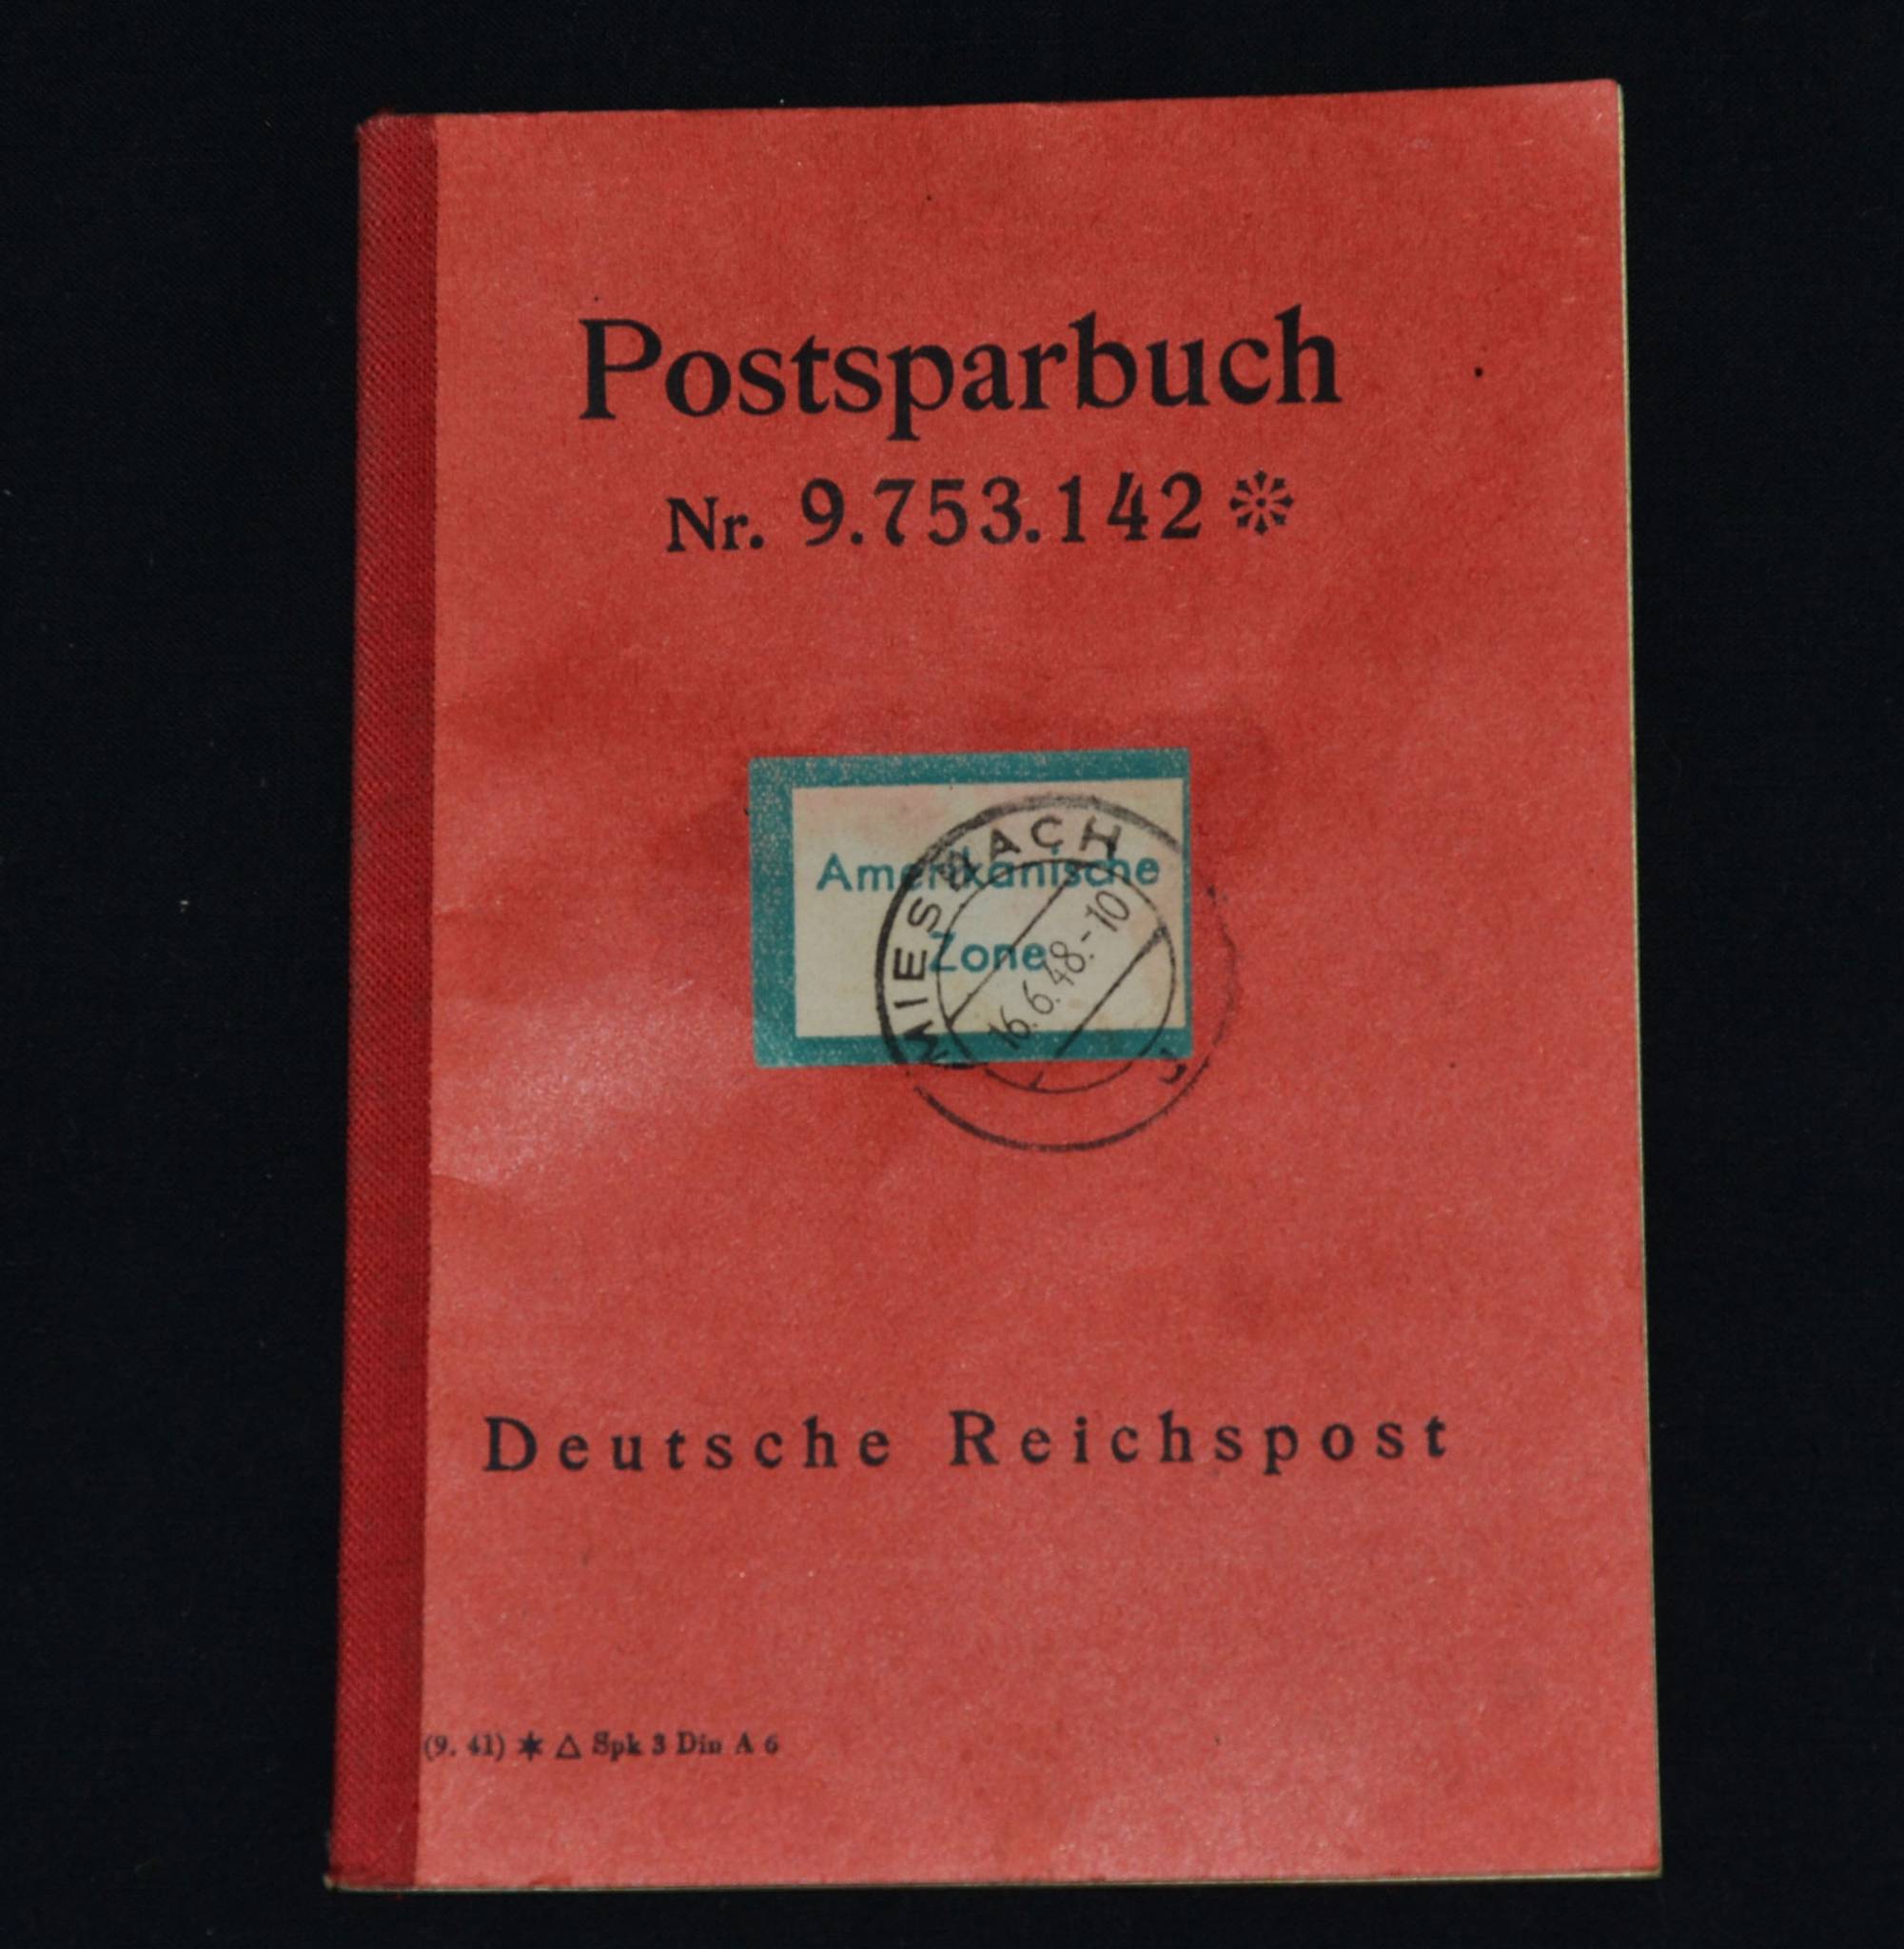 Postsparbuch
Nr. 9.753.142 ❇
Amerikanische
Zone
MIESBACH
16.6.48.-10
Deutsche Reichspost
(9. 41) ✶ △ Spk 3 Din A 6